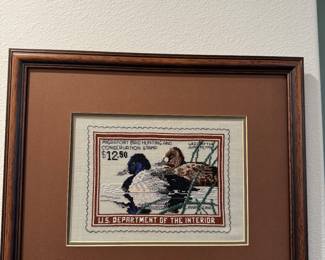 MIGRATORY BIRD HUNTING AND
CONSERVATION STAMP
$12.50
U.S. DEPARTMENT OF THE INTERIOR